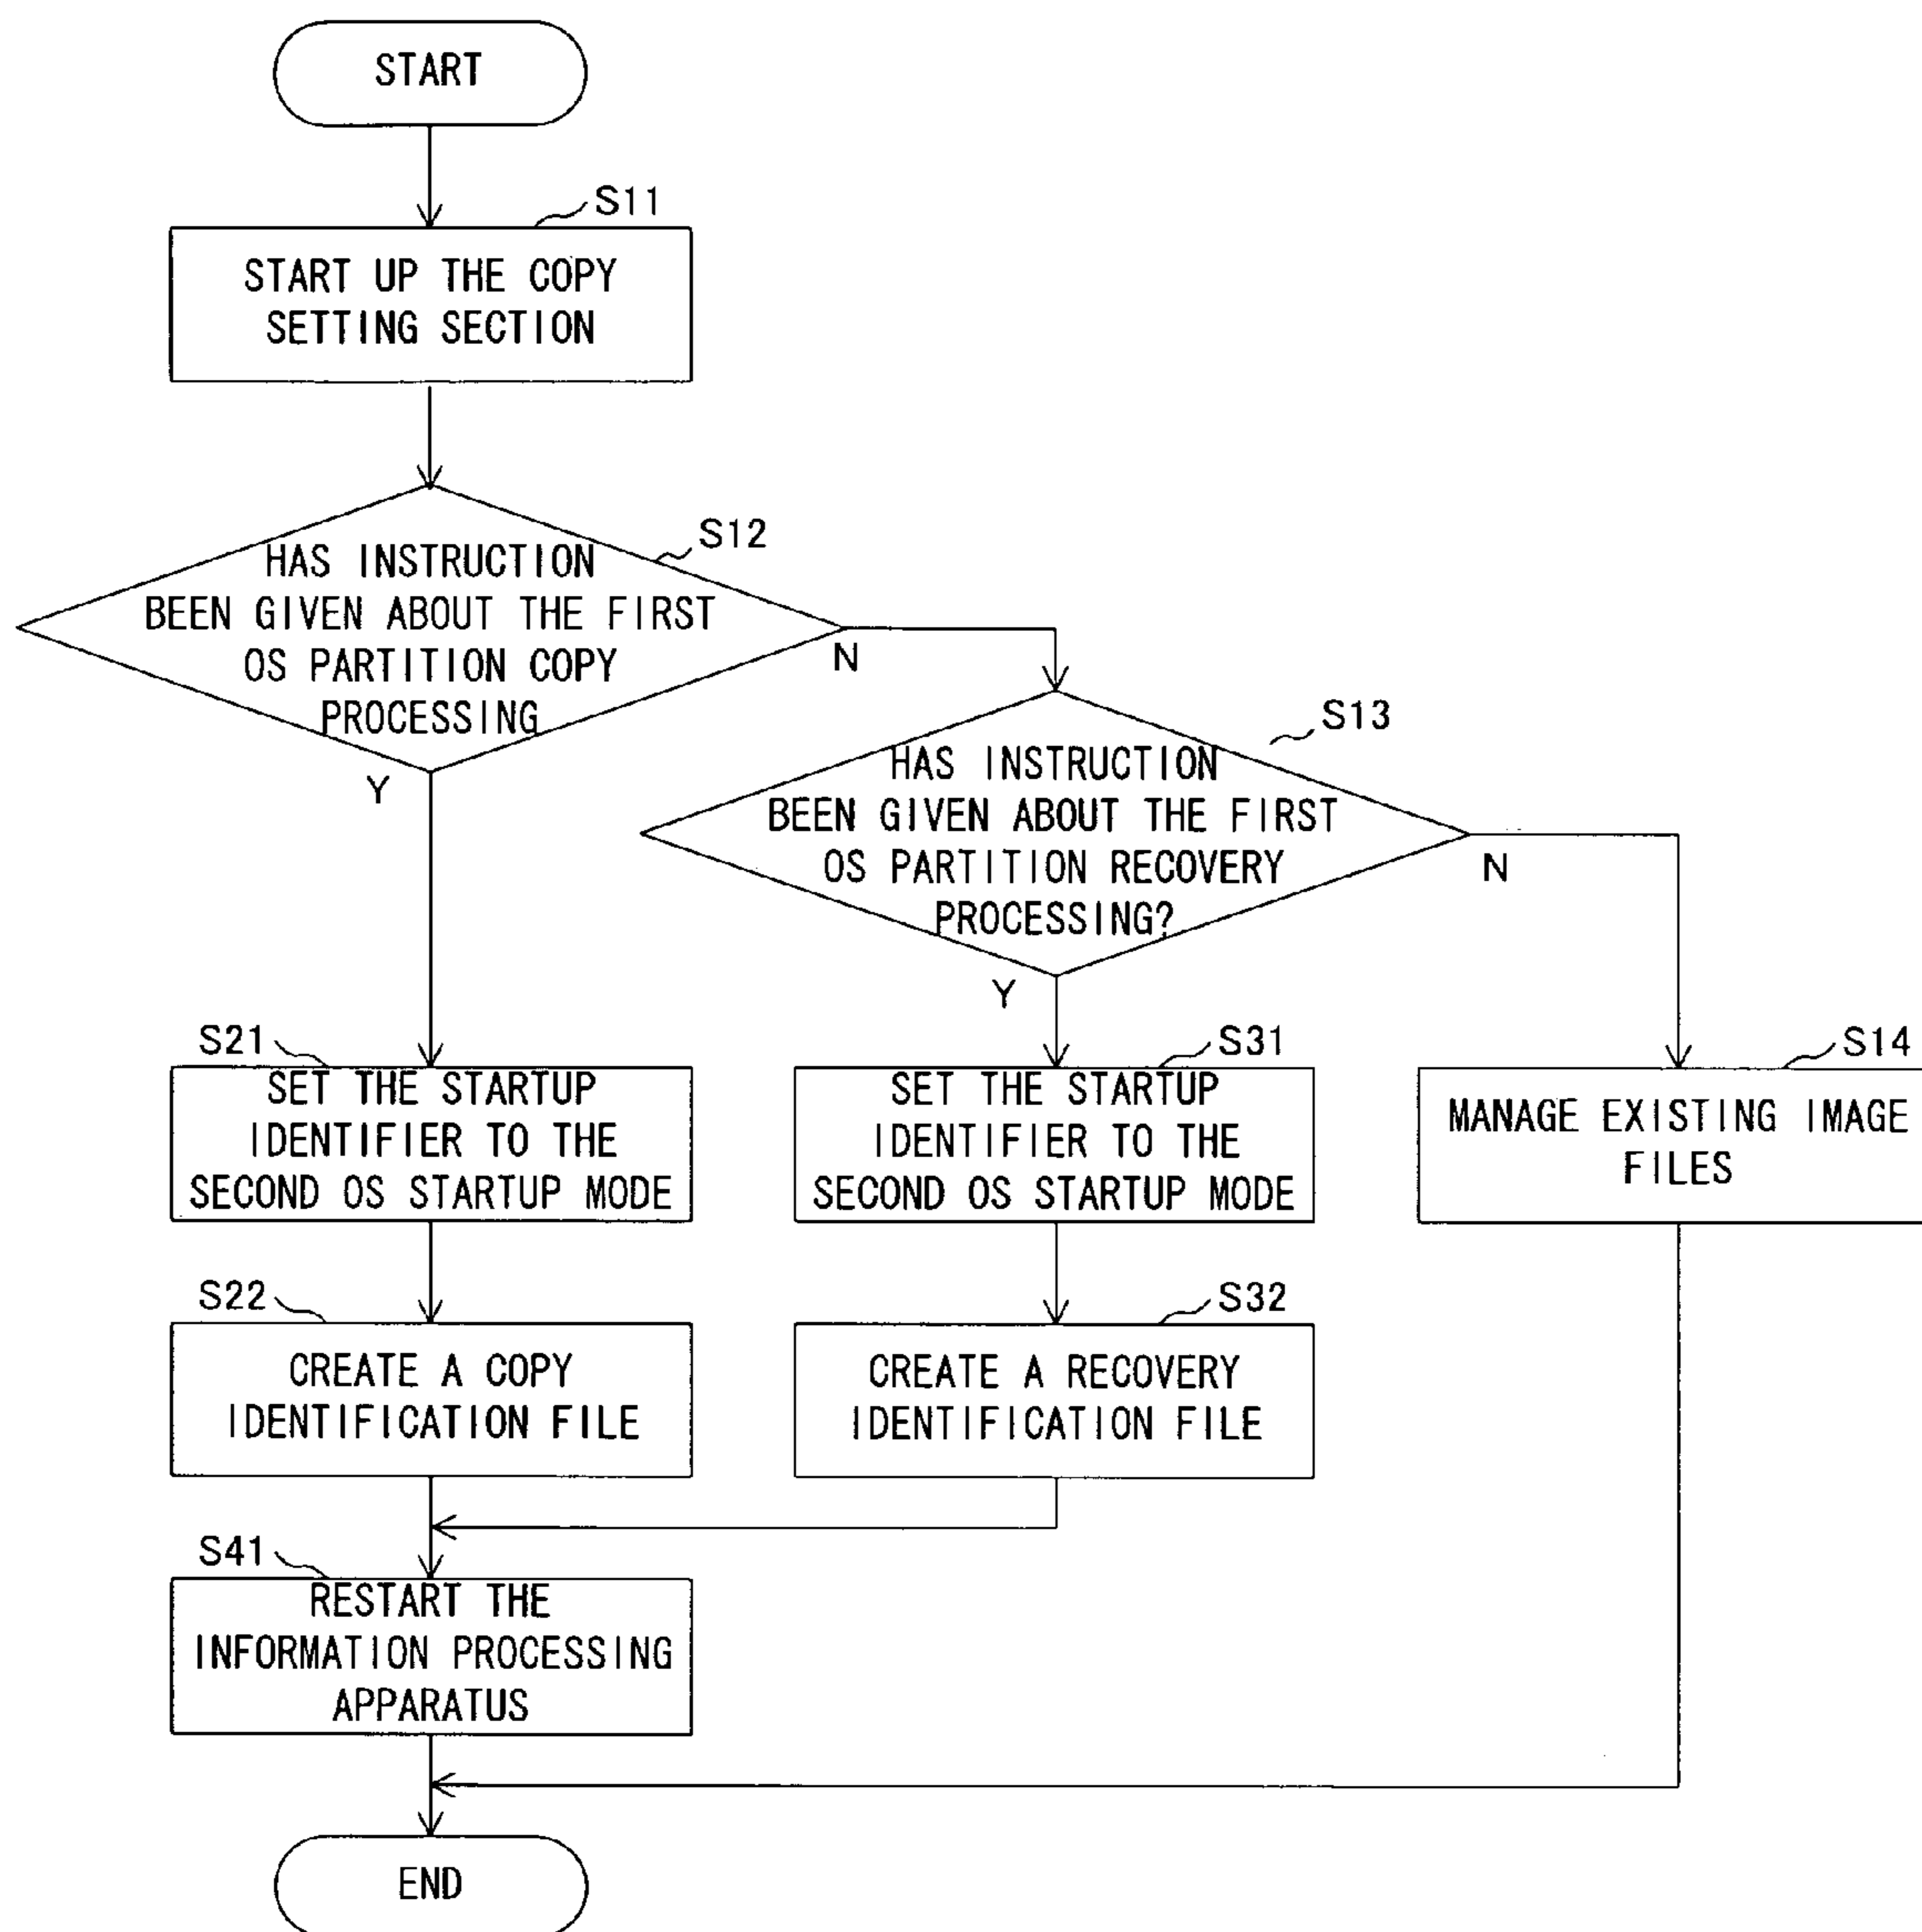 START
S11
START UP THE COPY
SETTING SECTION
S12
HAS INSTRUCTION
BEEN GIVEN ABOUT THE FIRST
OS PARTITION COPY
PROCESSING
N
Y
S13
HAS INSTRUCTION
BEEN GIVEN ABOUT THE FIRST
OS PARTITION RECOVERY
PROCESSING?
N
Y
S21
SET THE STARTUP
IDENTIFIER TO THE
SECOND OS STARTUP MODE
S31
SET THE STARTUP
IDENTIFIER TO THE
SECOND OS STARTUP MODE
S14
MANAGE EXISTING IMAGE
FILES
S22
CREATE A COPY
IDENTIFICATION FILE
S32
CREATE A RECOVERY
IDENTIFICATION FILE
S41
RESTART THE
INFORMATION PROCESSING
APPARATUS
END